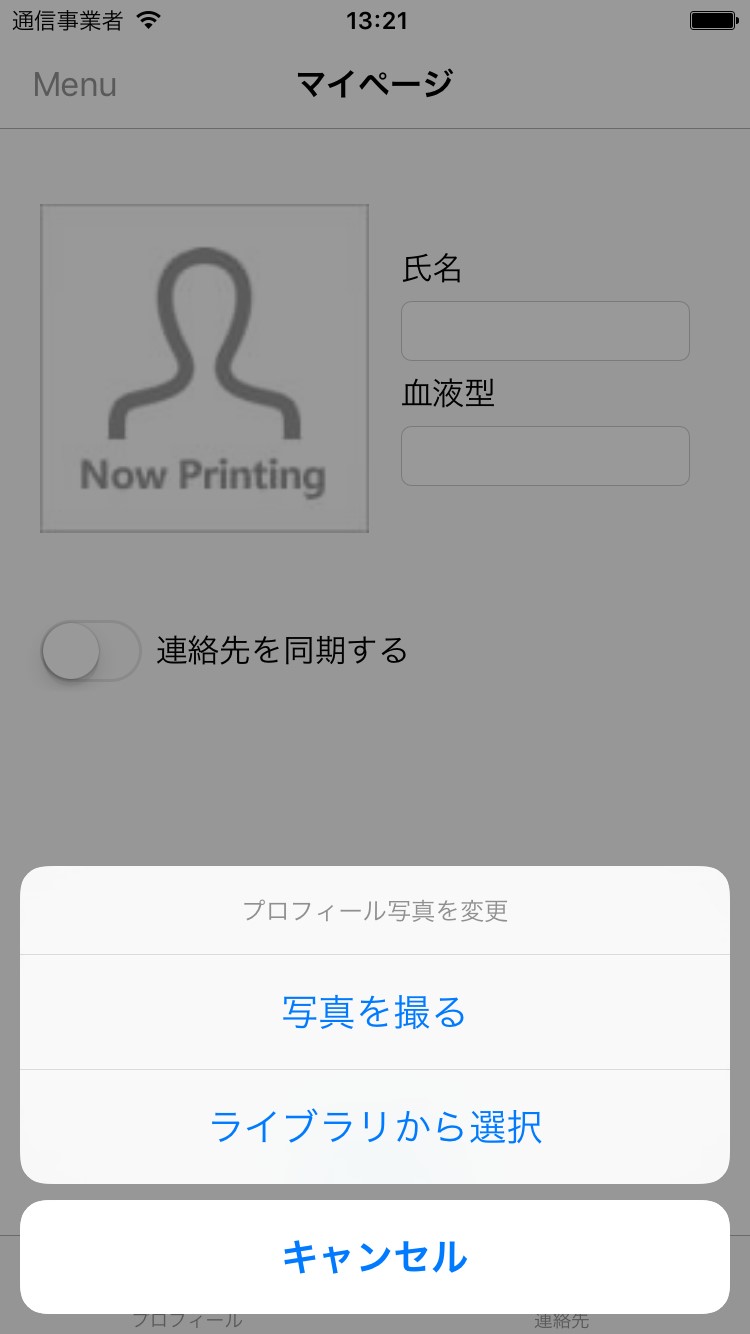 通信事業者 13:21
Menu マイページ
氏名
血液型
Now Printing
連絡先を同期する
プロフィール写真を変更
写真を撮る
ライブラリから選択
キャンセル
プロフィール 連絡先